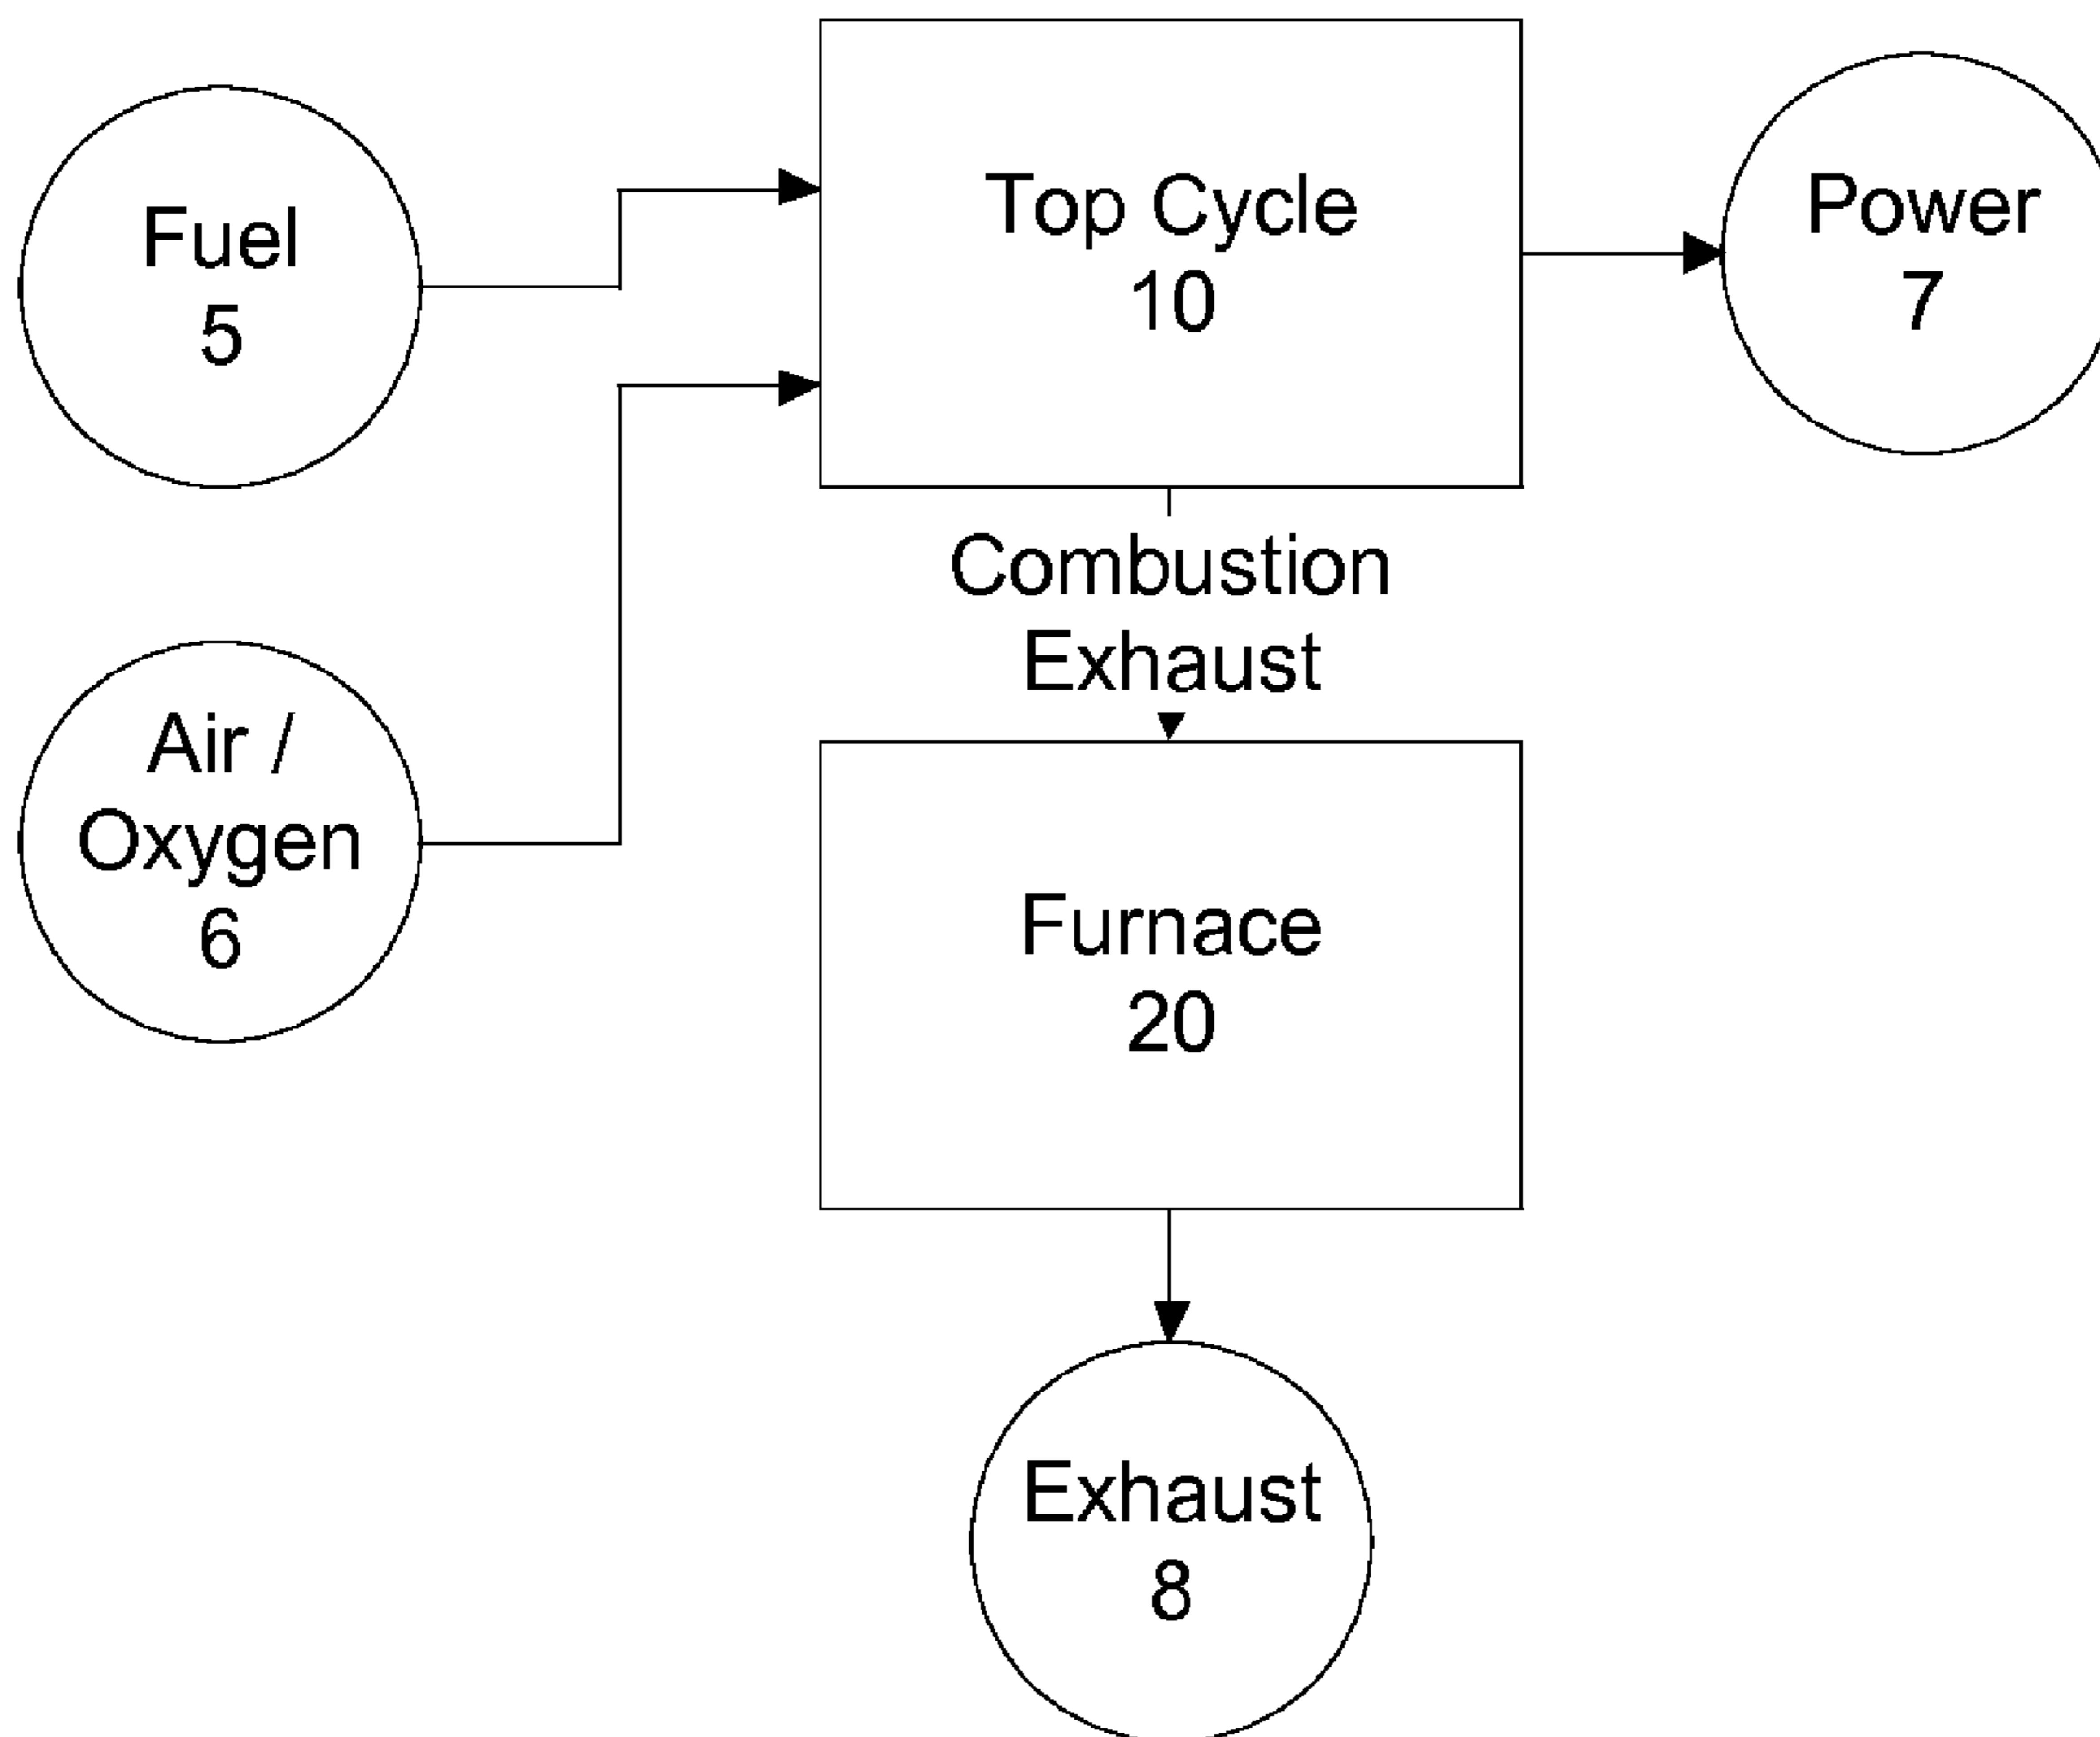 Fuel
5
Top Cycle
10
Power
7
Combustion
Exhaust
Air /
Oxygen
6
Furnace
20
Exhaust
8